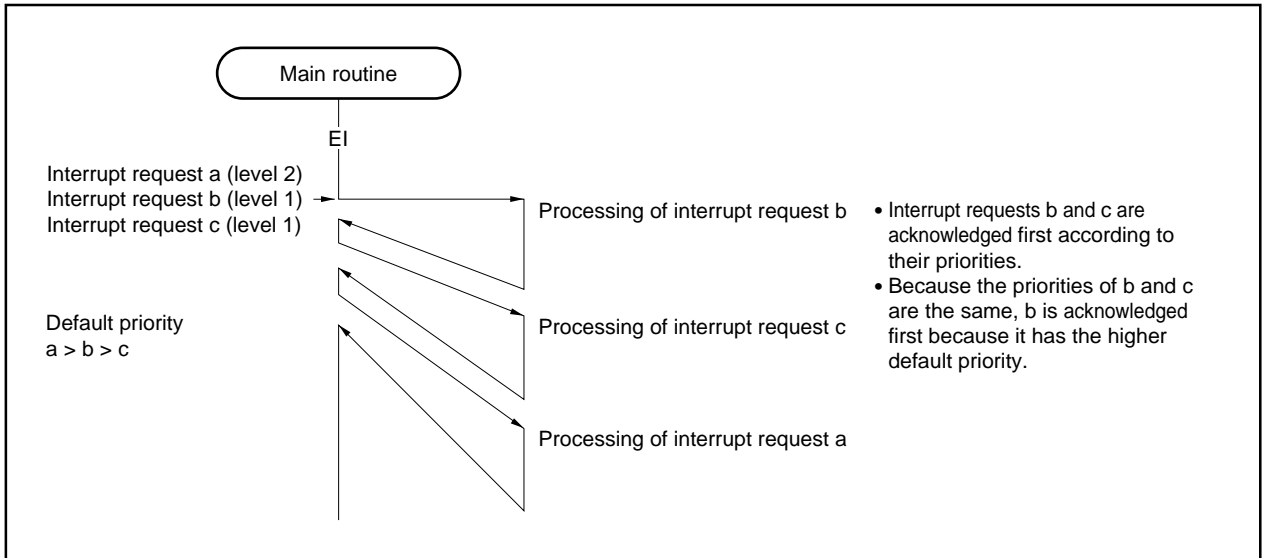 Main routine
EI
Interrupt request a (level 2)
Interrupt request b (level 1)
Interrupt request c (level 1)
Processing of interrupt request b
• Interrupt requests b and c are
acknowledged first according to
their priorities.
• Because the priorities of b and c
are the same, b is acknowledged
first because it has the higher
default priority.
Default priority
a > b > c
Processing of interrupt request c
Processing of interrupt request a